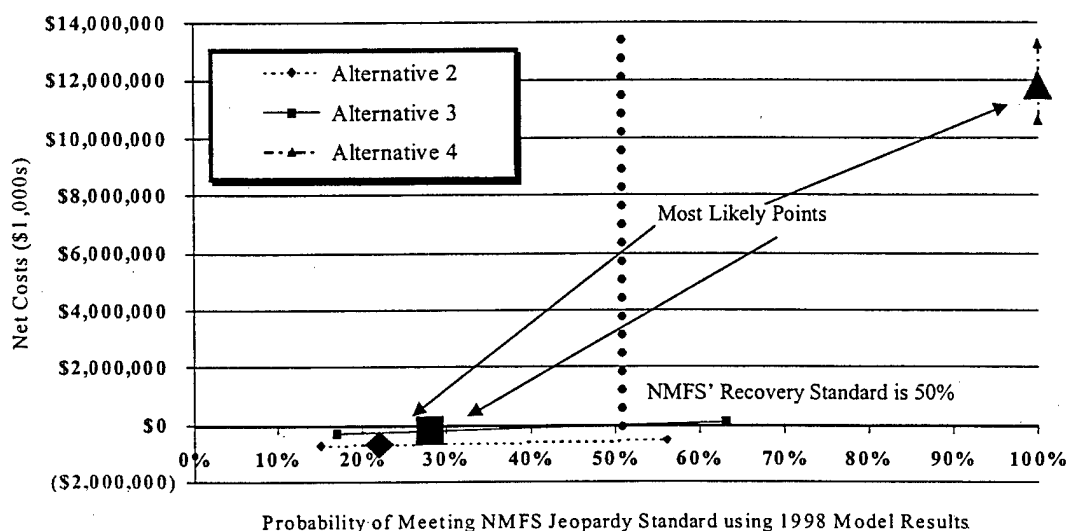 $14,000,000
$12,000,000
$10,000,000
$8,000,000
$6,000,000
$4,000,000
$2,000,000
$0
($2,000,000)
Net Costs ($1,000s)
Alternative 2
Alternative 3
Alternative 4
Most Likely Points
NMFS' Recovery Standard is 50%
0% 10% 20% 30% 40% 50% 60% 70% 80% 90% 100%
Probability of Meeting NMFS Jeopardy Standard using 1998 Model Results